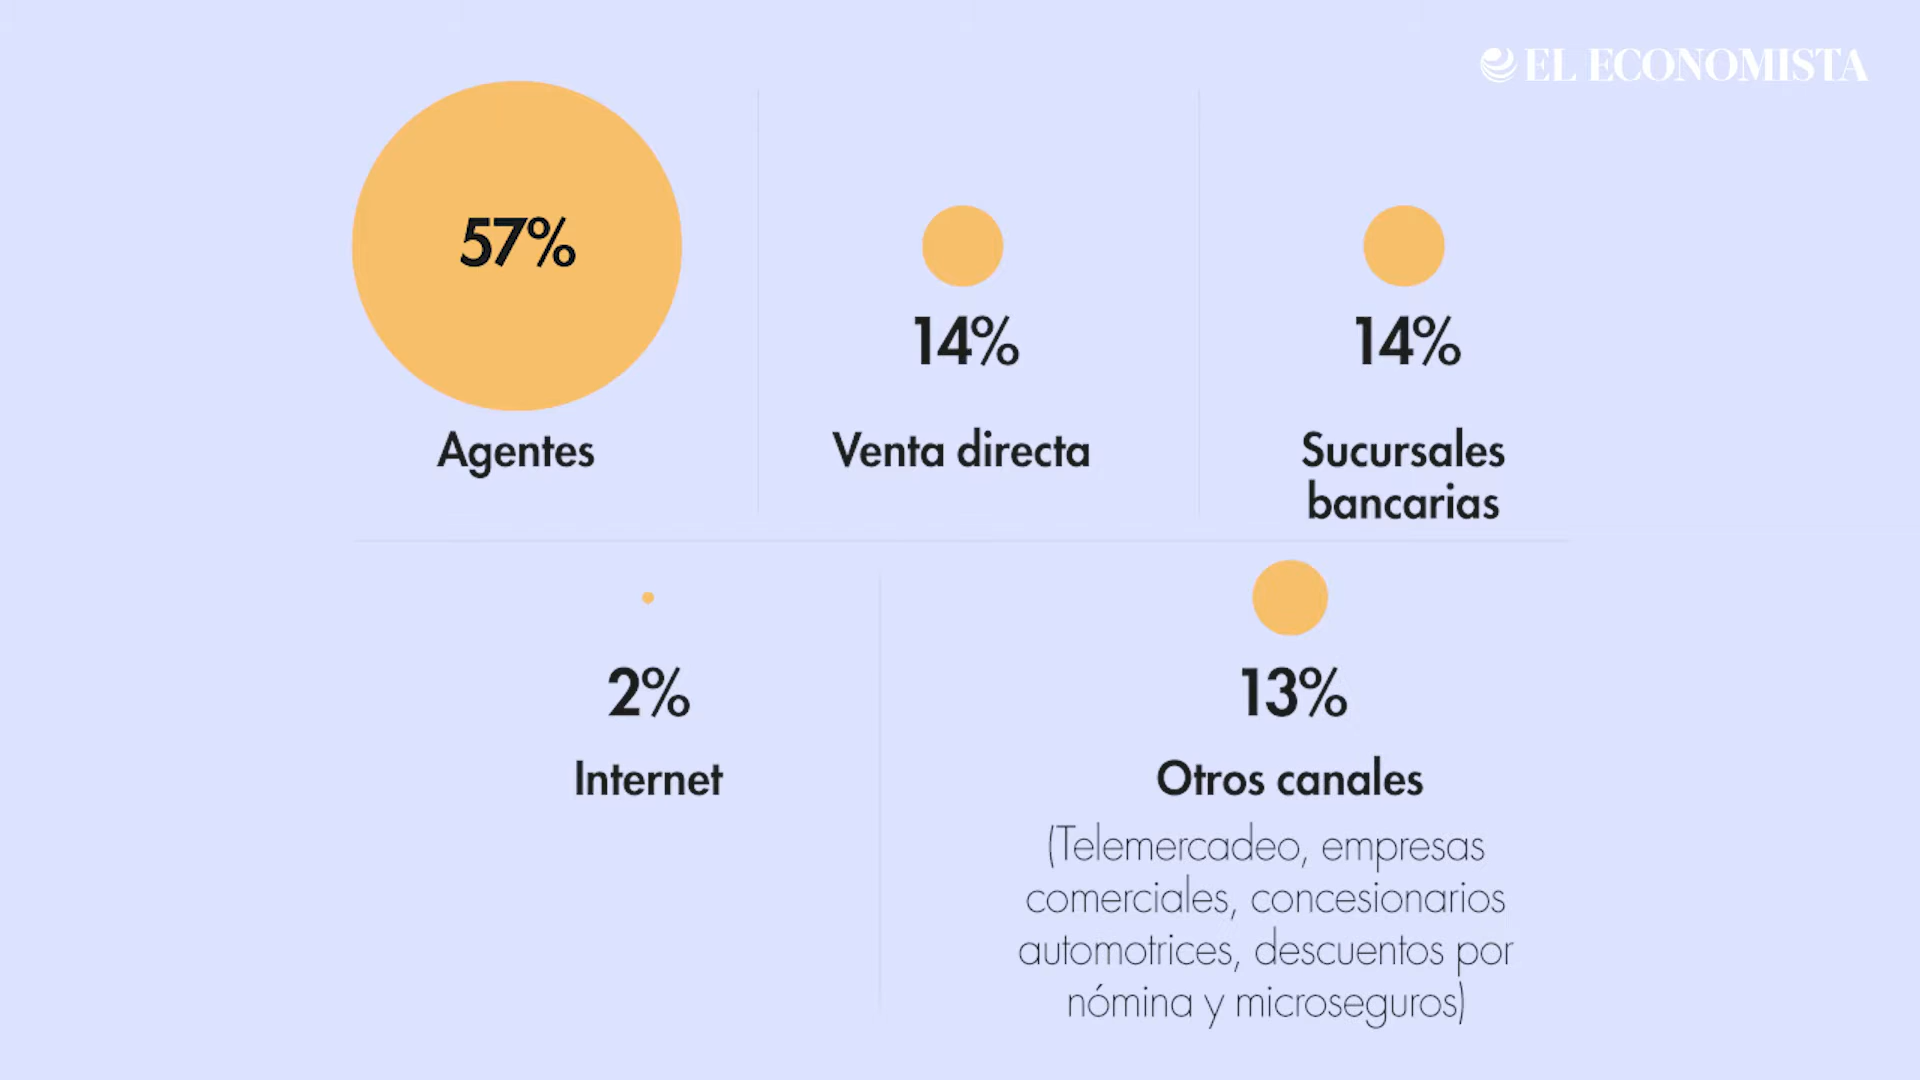 EL ECONOMISTA
57%
Agentes
14%
Venta directa
14%
Sucursales
bancarias
2%
Internet
13%
Otros canales
(Telemercadeo, empresas
comerciales, concesionarios
automotrices, descuentos por
nómina y microseguros)